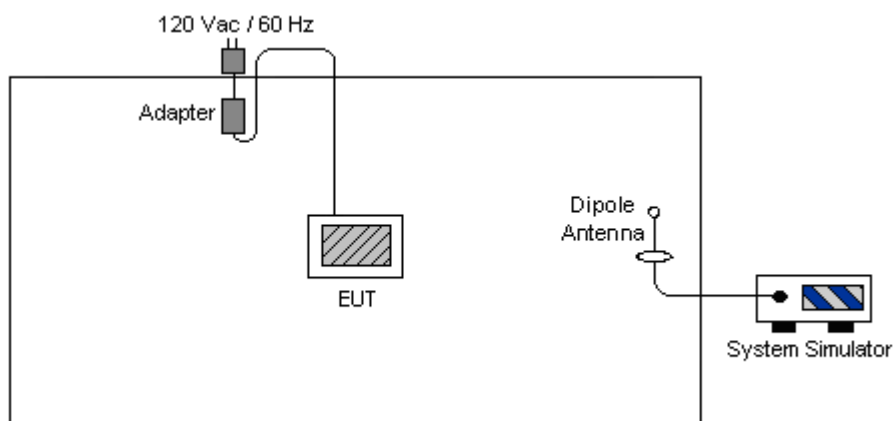 120 Vac / 60 Hz
Adapter
Dipole
Antenna
EUT
System Simulator